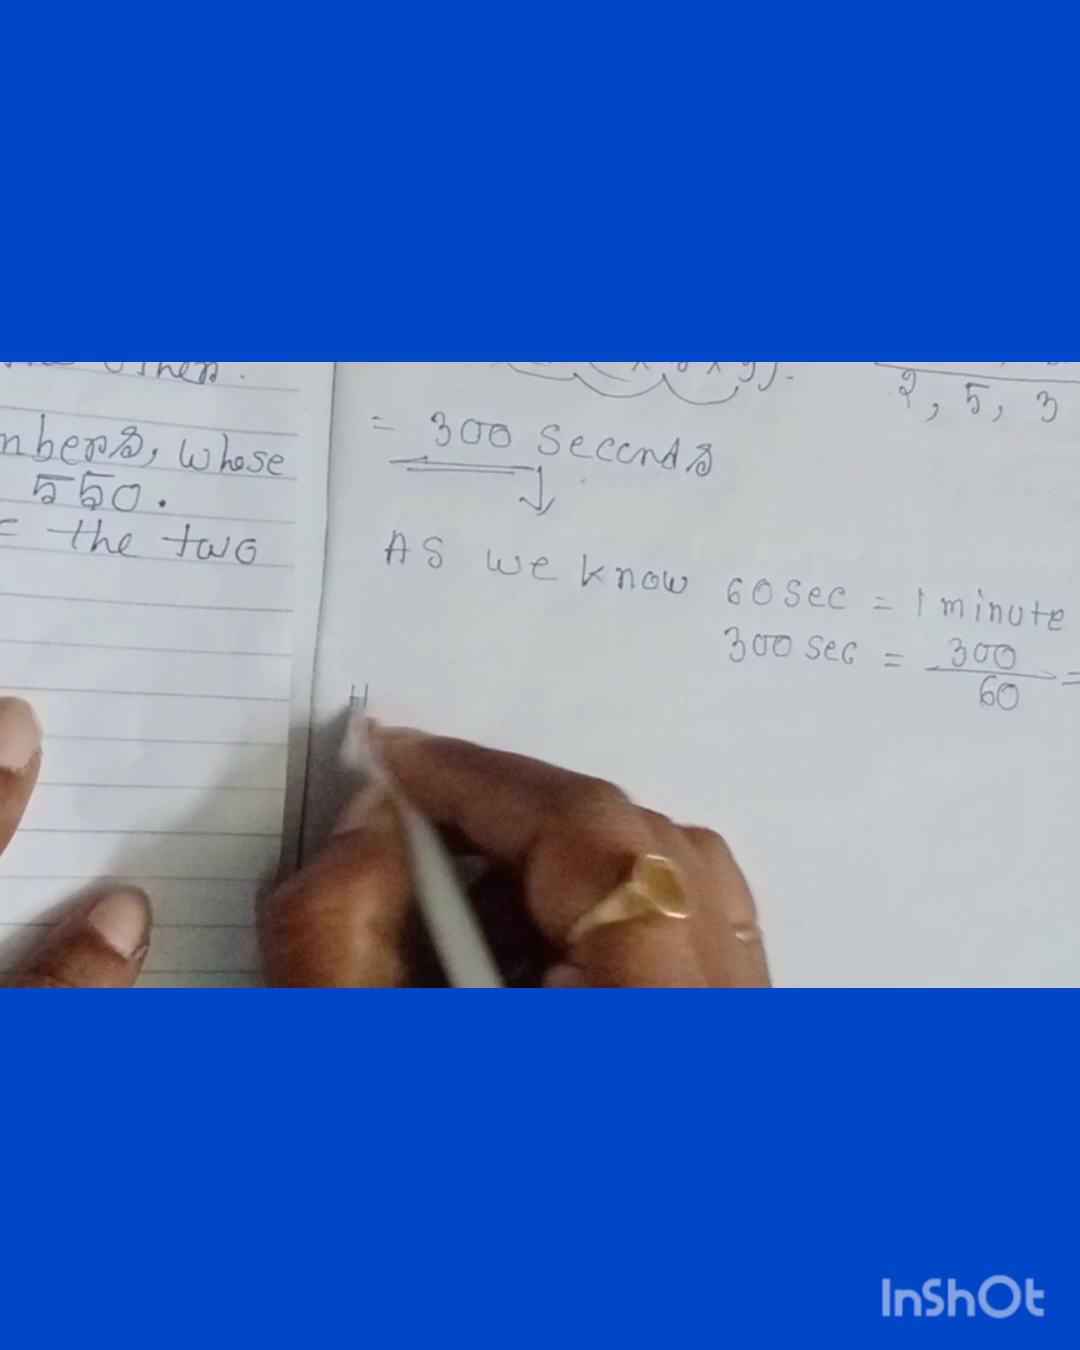 other.
nbers, whose
550.
= the two
2, 5, 3
= 300 Seconds
As we know 60 sec = 1 minute
300 sec = 300/60 =
H
InShOt